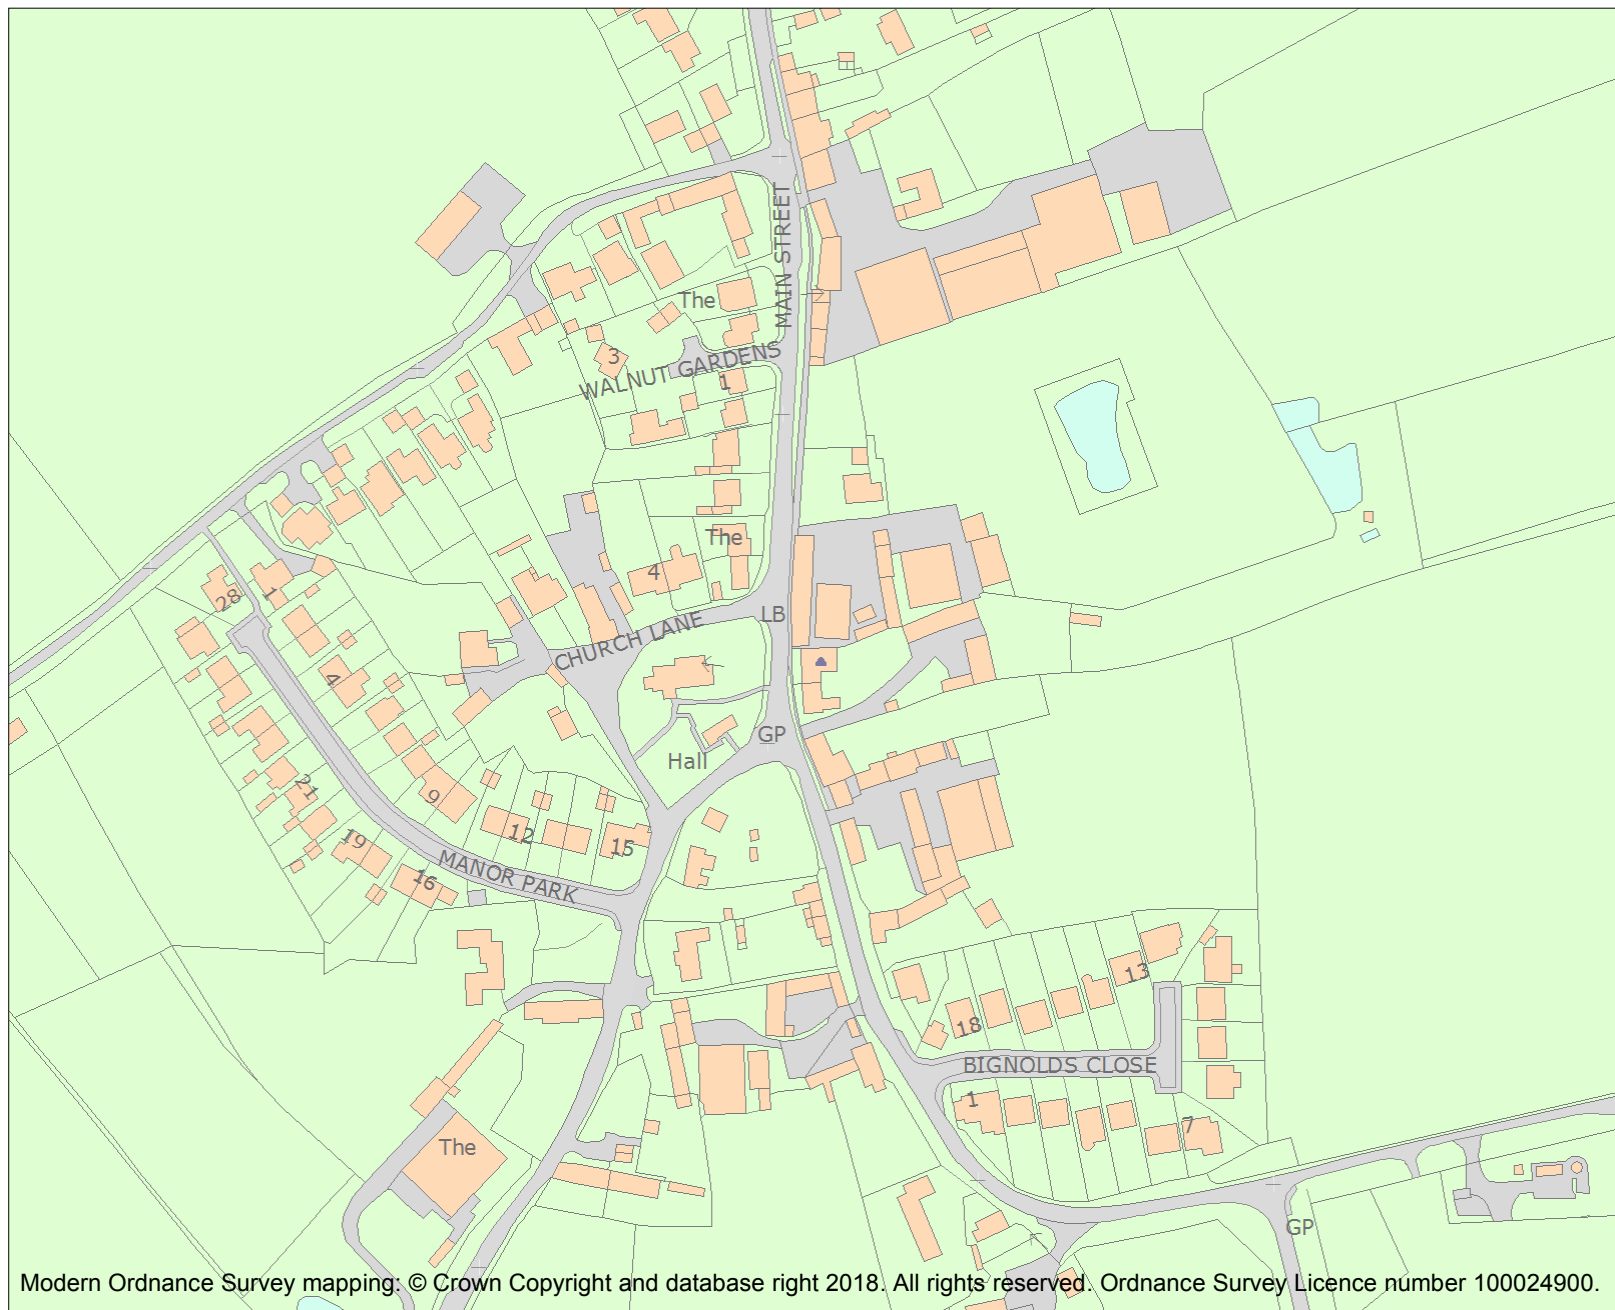 MAIN STREET
The
3
WALNUT GARDENS
1
The
4
LB
CHURCH LANE
28
1
4
GP
Hall
21
9
12
15
19
16
MANOR PARK
13
18
BIGNOLDS CLOSE
1
7
The
GP
Modern Ordnance Survey mapping: © Crown Copyright and database right 2018. All rights reserved. Ordnance Survey Licence number 100024900.